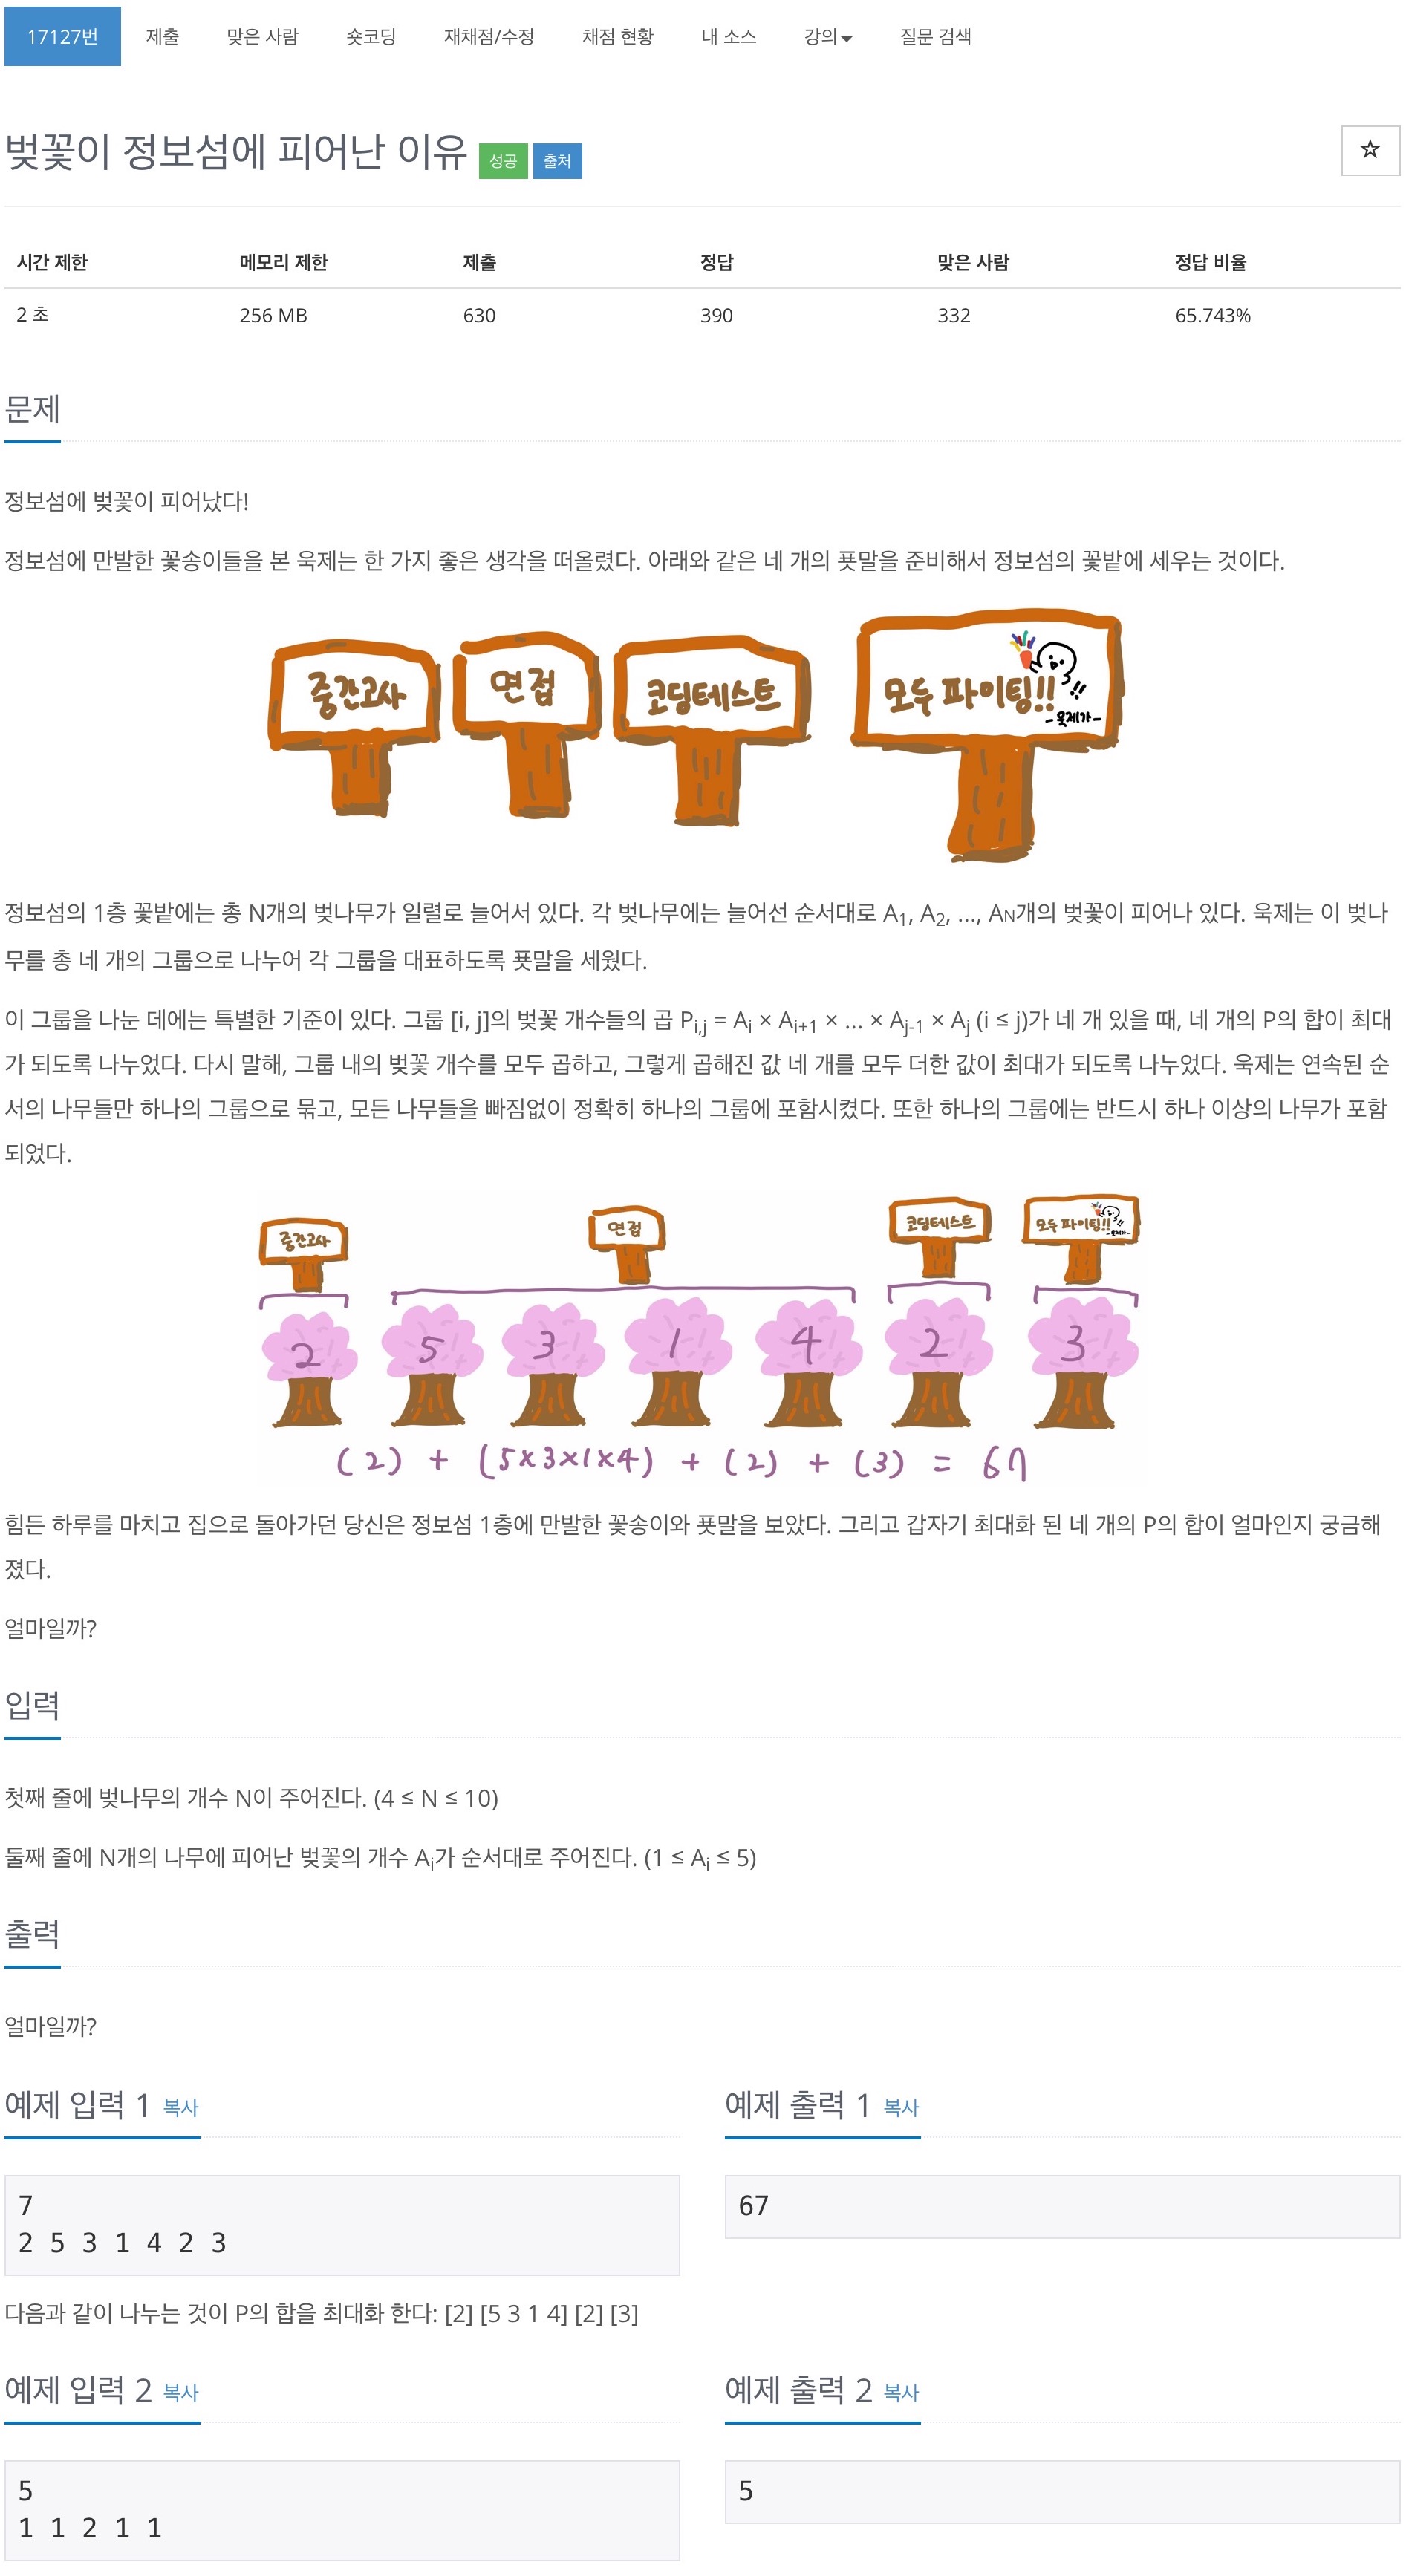 17127번 제출 맞은 사람 숏코딩 재채점/수정 채점 현황 내 소스 강의 질문 검색
벚꽃이 정보섬에 피어난 이유 성공 출처
시간 제한 메모리 제한 제출 정답 맞은 사람 정답 비율
2 초 256 MB 630 390 332 65.743%
문제
정보섬에 벚꽃이 피어났다!
정보섬에 만발한 꽃송이들을 본 욱제는 한 가지 좋은 생각을 떠올렸다. 아래와 같은 네 개의 푯말을 준비해서 정보섬의 꽃밭에 세우는 것이다.
중간고사 면접 코딩테스트 모두 파이팅!!
-욱제가-
정보섬의 1층 꽃밭에는 총 N개의 벚나무가 일렬로 늘어서 있다. 각 벚나무에는 늘어선 순서대로 A1, A2, ..., AN개의 벚꽃이 피어나 있다. 욱제는 이 벚나
무를 총 네 개의 그룹으로 나누어 각 그룹을 대표하도록 푯말을 세웠다.
이 그룹을 나눈 데에는 특별한 기준이 있다. 그룹 [i, j]의 벚꽃 개수들의 곱 Pi,j = Ai × Ai+1 × ... × Aj-1 × Aj (i ≤ j)가 네 개 있을 때, 네 개의 P의 합이 최대
가 되도록 나누었다. 다시 말해, 그룹 내의 벚꽃 개수를 모두 곱하고, 그렇게 곱해진 값 네 개를 모두 더한 값이 최대가 되도록 나누었다. 욱제는 연속된 순
서의 나무들만 하나의 그룹으로 묶고, 모든 나무들을 빠짐없이 정확히 하나의 그룹에 포함시켰다. 또한 하나의 그룹에는 반드시 하나 이상의 나무가 포함
되었다.
중간고사 면접 코딩테스트 모두 파이팅!!
-욱제가-
2 5 3 1 4 2 3
(2) + (5×3×1×4) + (2) + (3) = 67
힘든 하루를 마치고 집으로 돌아가던 당신은 정보섬 1층에 만발한 꽃송이와 푯말을 보았다. 그리고 갑자기 최대화 된 네 개의 P의 합이 얼마인지 궁금해
졌다.
얼마일까?
입력
첫째 줄에 벚나무의 개수 N이 주어진다. (4 ≤ N ≤ 10)
둘째 줄에 N개의 나무에 피어난 벚꽃의 개수 Ai가 순서대로 주어진다. (1 ≤ Ai ≤ 5)
출력
얼마일까?
예제 입력 1 복사
7
2 5 3 1 4 2 3
예제 출력 1 복사
67
다음과 같이 나누는 것이 P의 합을 최대화 한다: [2] [5 3 1 4] [2] [3]
예제 입력 2 복사
5
1 1 2 1 1
예제 출력 2 복사
5